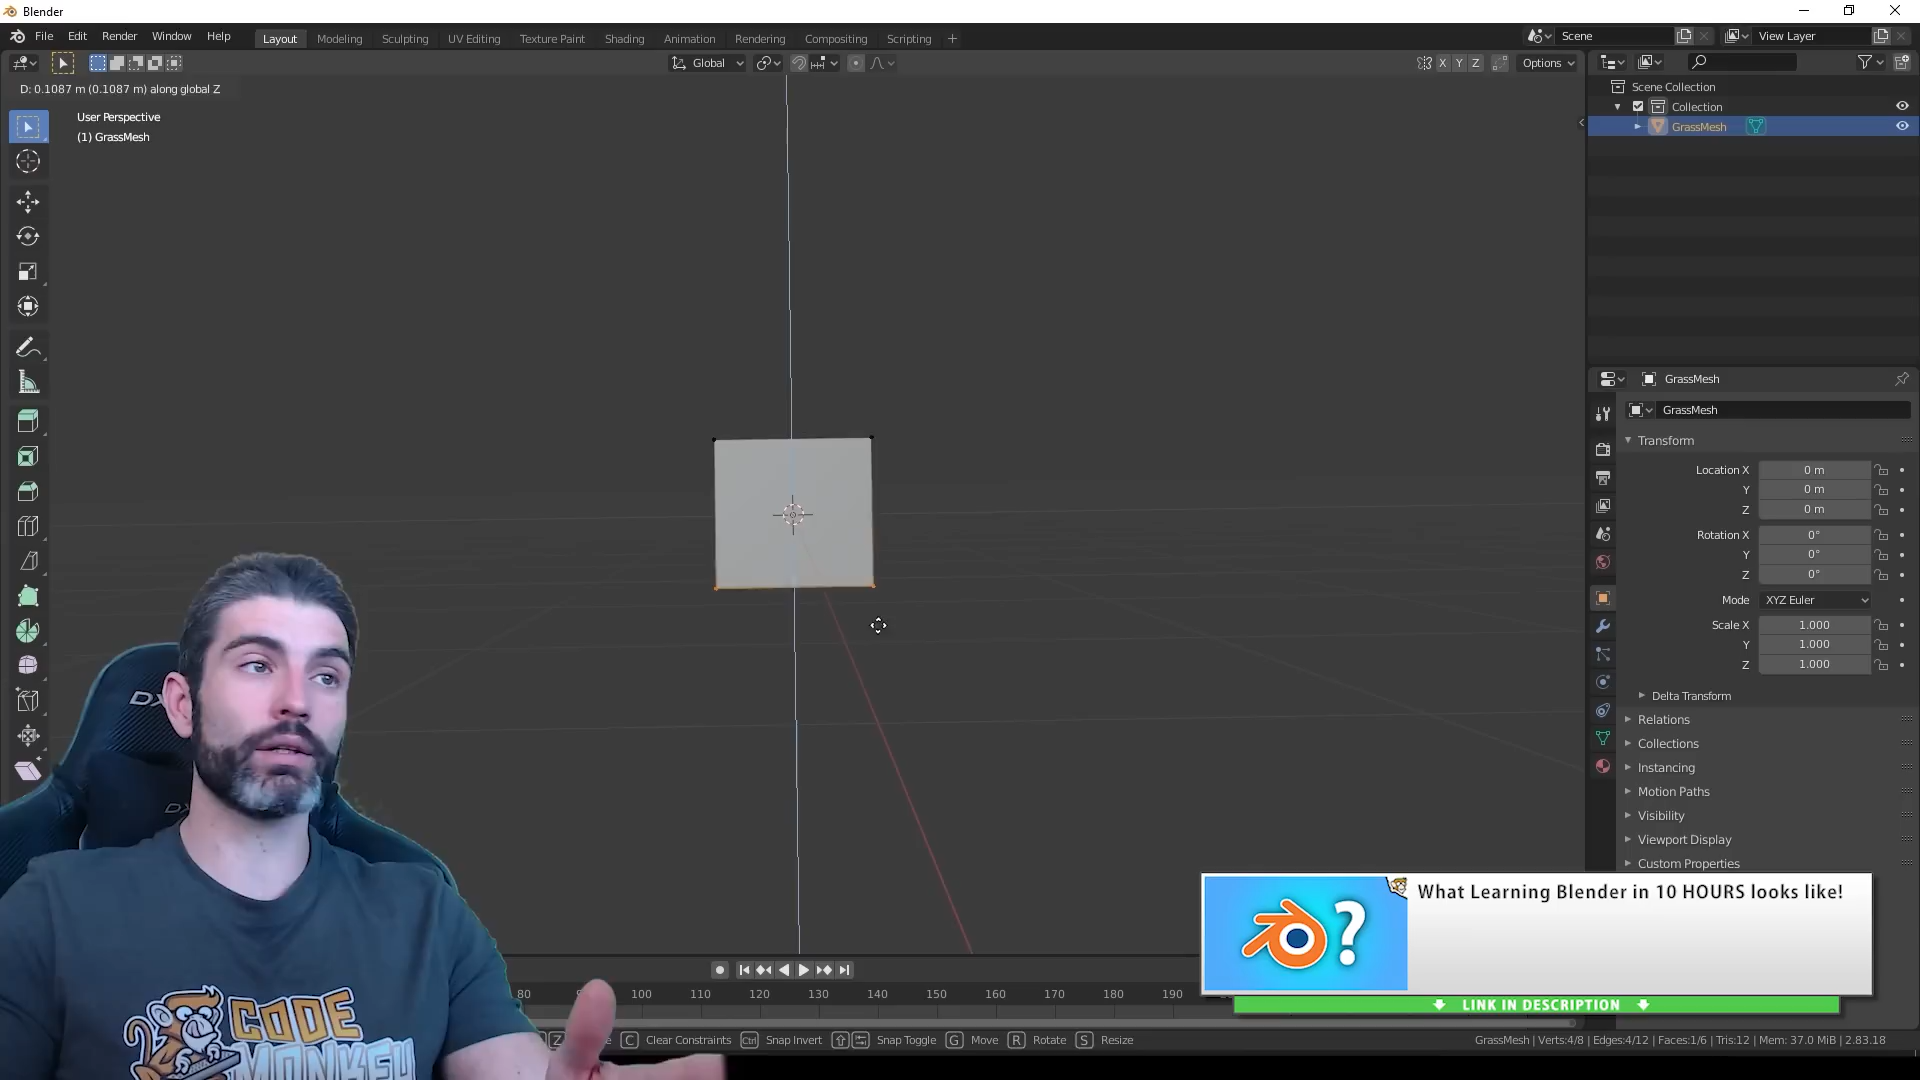 Blender
File Edit Render Window Help
Layout Modeling Sculpting UV Editing Texture Paint Shading Animation Rendering Compositing Scripting +
Scene
View Layer
Global
X Y Z
Options
D: 0.1087 m (0.1087 m) along global Z
User Perspective
(1) GrassMesh
Scene Collection
Collection
GrassMesh
GrassMesh
GrassMesh
Transform
Location X 0 m
Y 0 m
Z 0 m
Rotation X 0°
Y 0°
Z 0°
Mode XYZ Euler
Scale X 1.000
Y 1.000
Z 1.000
Delta Transform
Relations
Collections
Instancing
Motion Paths
Visibility
Viewport Display
Custom Properties
What Learning Blender in 10 HOURS looks like!
LINK IN DESCRIPTION
80 100 110 120 130 140 150 160 170 180 190
Z C Clear Constraints Ctrl Snap Invert Snap Toggle G Move R Rotate S Resize
GrassMesh | Verts:4/8 | Edges:4/12 | Faces:1/6 | Tris:12 | Mem: 37.0 MiB | 2.83.18
CODE
MONKEY